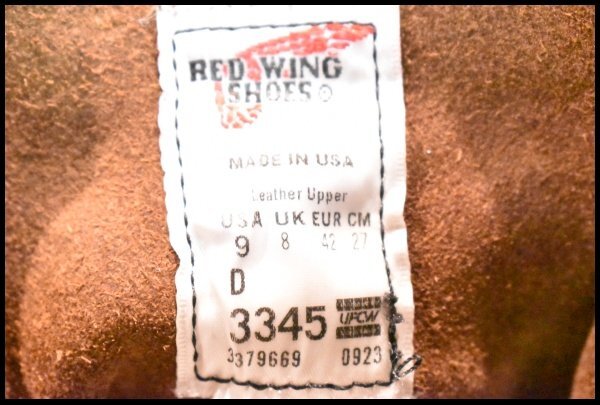 RED WING
SHOES
MADE IN USA
Leather Upper
USA UK EUR CM
9 8 42 27
D
3345 UFCW
3379669 0923